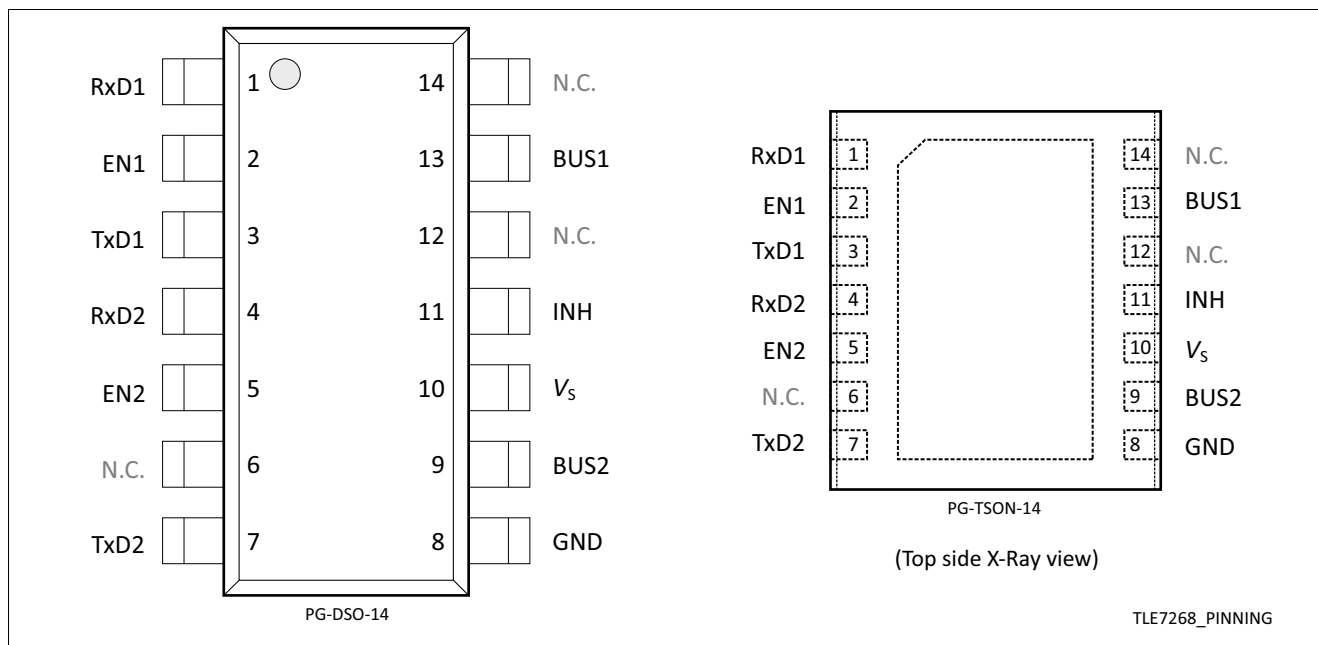 RxD1 1 14 N.C.
EN1 2 13 BUS1
TxD1 3 12 N.C.
RxD2 4 11 INH
EN2 5 10 VS
N.C. 6 9 BUS2
TxD2 7 8 GND
PG-DSO-14
RxD1 1 14 N.C.
EN1 2 13 BUS1
TxD1 3 12 N.C.
RxD2 4 11 INH
EN2 5 10 VS
N.C. 6 9 BUS2
TxD2 7 8 GND
PG-TSON-14
(Top side X-Ray view)
TLE7268_PINNING